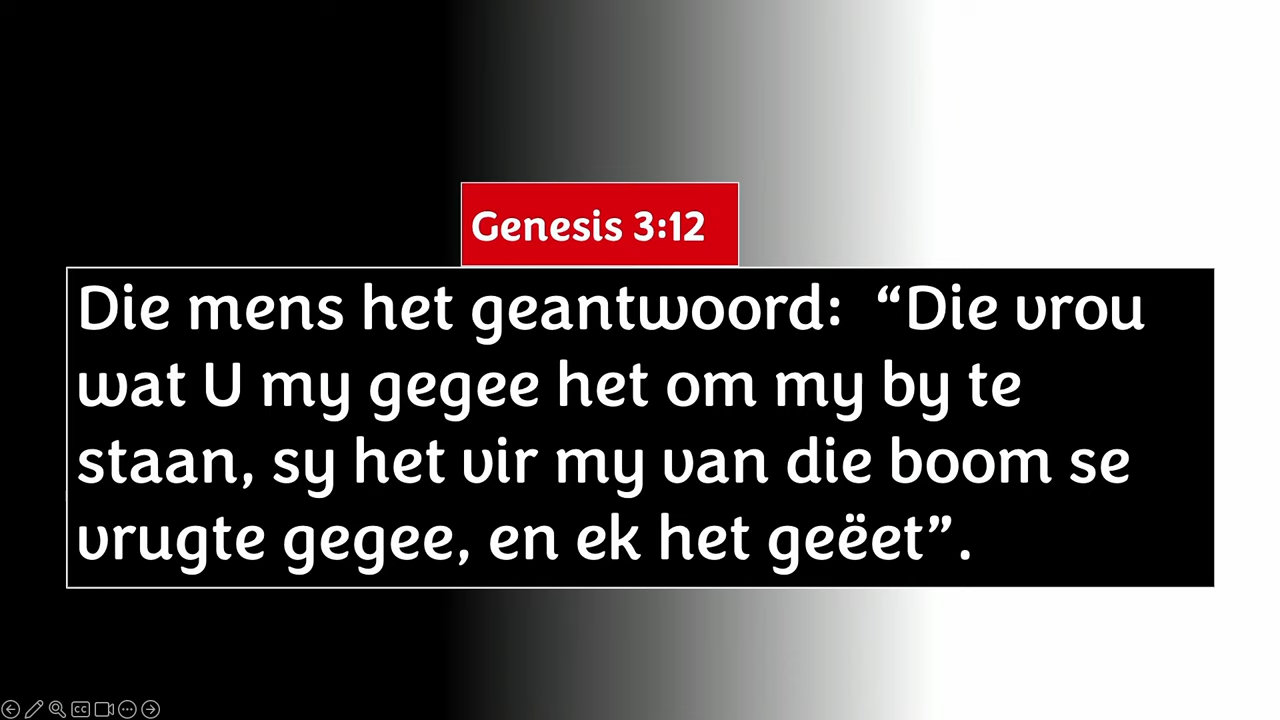 Genesis 3:12
Die mens het geantwoord:  “Die vrou
wat U my gegee het om my by te
staan, sy het vir my van die boom se
vrugte gegee, en ek het geëet”.